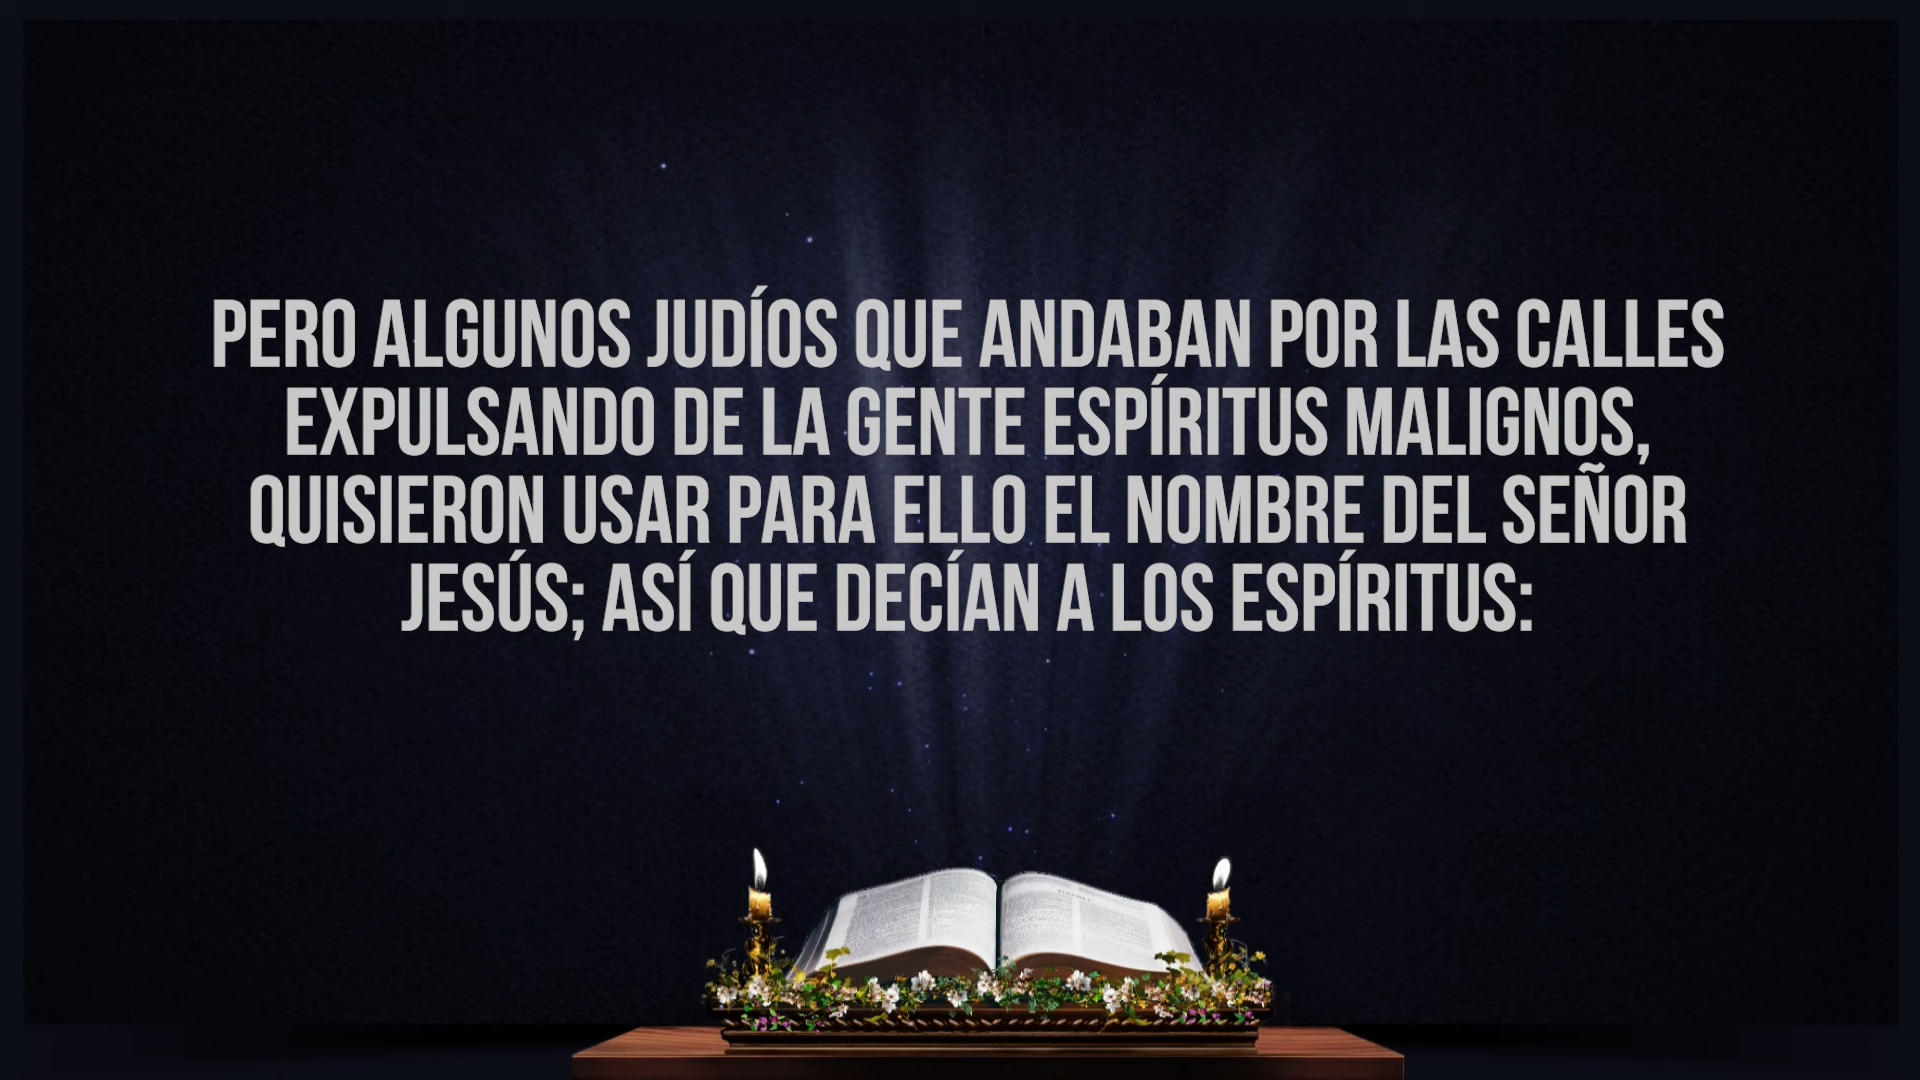 PERO ALGUNOS JUDÍOS QUE ANDABAN POR LAS CALLES
EXPULSANDO DE LA GENTE ESPÍRITUS MALIGNOS,
QUISIERON USAR PARA ELLO EL NOMBRE DEL SEÑOR
JESÚS; ASÍ QUE DECÍAN A LOS ESPÍRITUS: